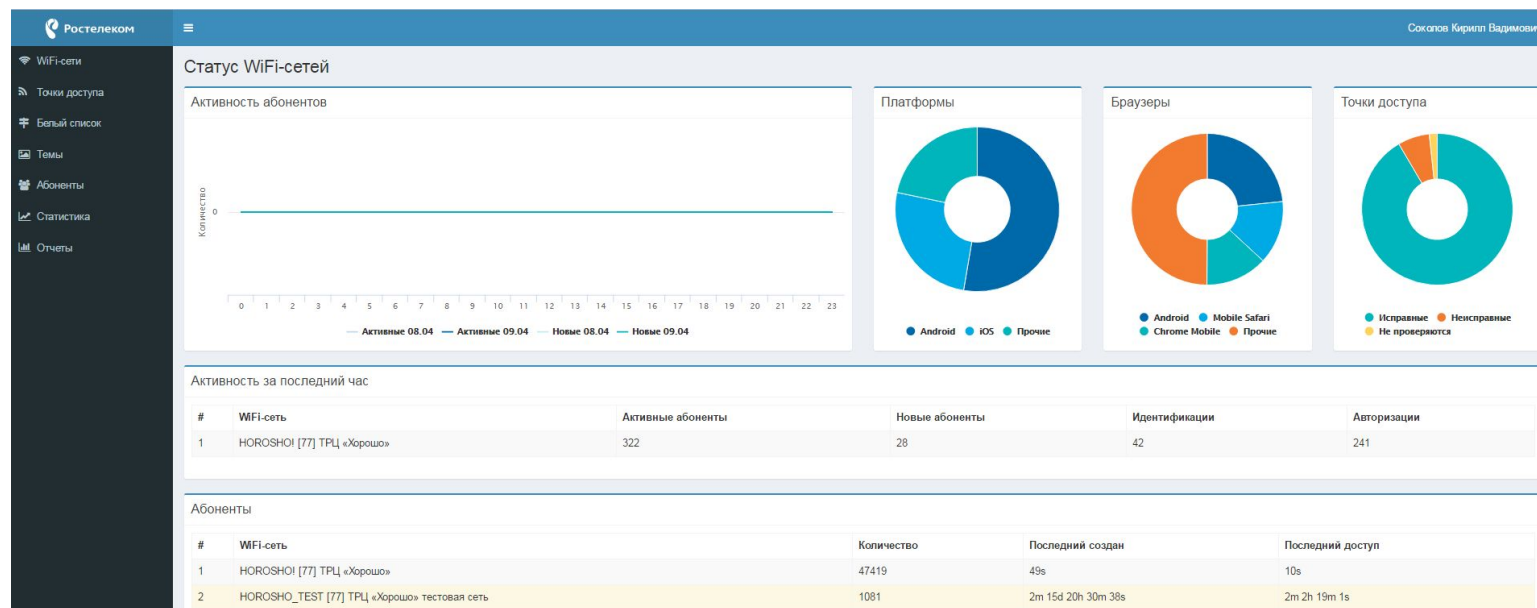 Ростелеком
Соколов Кирилл Вадимович
WiFi-сети
Точки доступа
Белый список
Темы
Абоненты
Статистика
Отчеты
Статус WiFi-сетей
Активность абонентов
Количество
0
0 1 2 3 4 5 6 7 8 9 10 11 12 13 14 15 16 17 18 19 20 21 22 23
Активные 08.04 Активные 09.04 Новые 08.04 Новые 09.04
Платформы
Android iOS Прочие
Браузеры
Android Mobile Safari
Chrome Mobile Прочие
Точки доступа
Исправные Неисправные
Не проверяются
Активность за последний час
# WiFi-сеть Активные абоненты Новые абоненты Идентификации Авторизации
1 HOROSHO! [77] ТРЦ «Хорошо» 322 28 42 241
Абоненты
# WiFi-сеть Количество Последний создан Последний доступ
1 HOROSHO! [77] ТРЦ «Хорошо» 47419 49s 10s
2 HOROSHO_TEST [77] ТРЦ «Хорошо» тестовая сеть 1081 2m 15d 20h 30m 38s 2m 2h 19m 1s